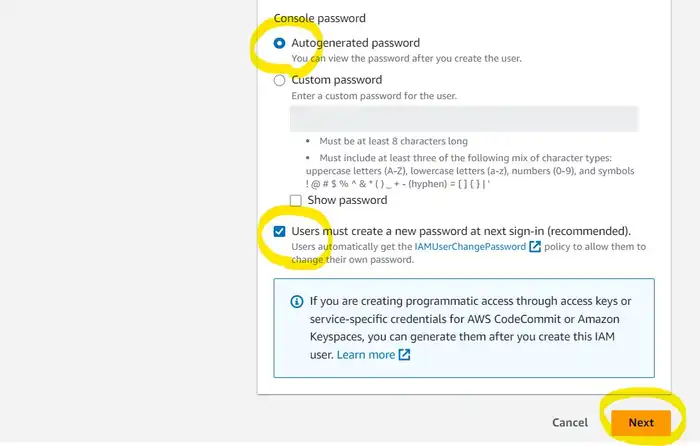 Console password
Autogenerated password
You can view the password after you create the user.
Custom password
Enter a custom password for the user.
• Must be at least 8 characters long
• Must include at least three of the following mix of character types:
uppercase letters (A-Z), lowercase letters (a-z), numbers (0-9), and symbols
! @ # $ % ^ & * ( ) _ + - (hyphen) = [ ] { } | '
Show password
Users must create a new password at next sign-in (recommended).
Users automatically get the IAMUserChangePassword policy to allow them to
change their own password.
If you are creating programmatic access through access keys or
service-specific credentials for AWS CodeCommit or Amazon
Keyspaces, you can generate them after you create this IAM
user. Learn more
Cancel Next